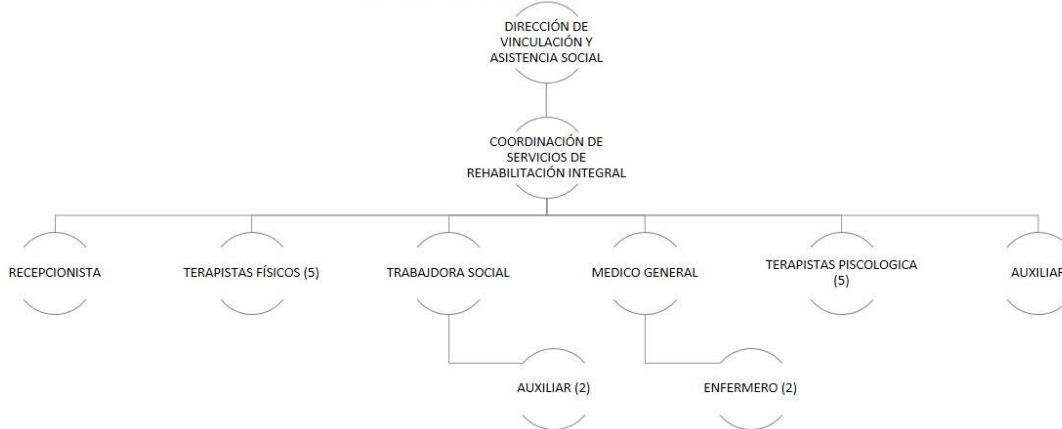 DIRECCIÓN DE
VINCULACIÓN Y
ASISTENCIA SOCIAL
COORDINACIÓN DE
SERVICIOS DE
REHABILITACIÓN INTEGRAL
RECEPCIONISTA
TERAPISTAS FÍSICOS (5)
TRABAJDORA SOCIAL
MEDICO GENERAL
TERAPISTAS PISCOLOGICA
(5)
AUXILIAR
AUXILIAR (2)
ENFERMERO (2)